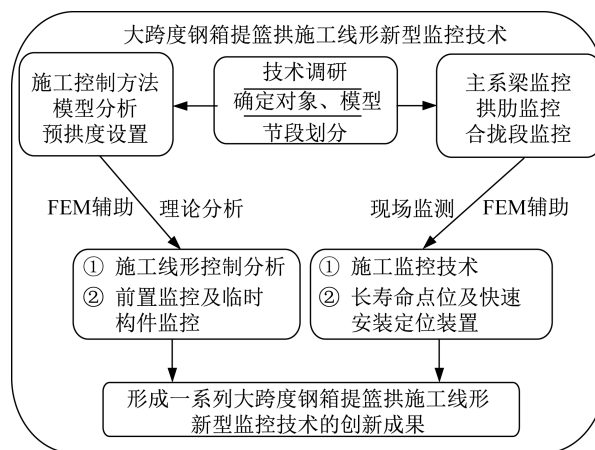 大跨度钢箱提篮拱施工线形新型监控技术
施工控制方法
模型分析
预拱度设置
技术调研
确定对象、模型
节段划分
主系梁监控
拱肋监控
合拢段监控
FEM辅助
理论分析
现场监测
FEM辅助
① 施工线形控制分析
② 前置监控及临时
构件监控
① 施工监控技术
② 长寿命点位及快速
安装定位装置
形成一系列大跨度钢箱提篮拱施工线形
新型监控技术的创新成果